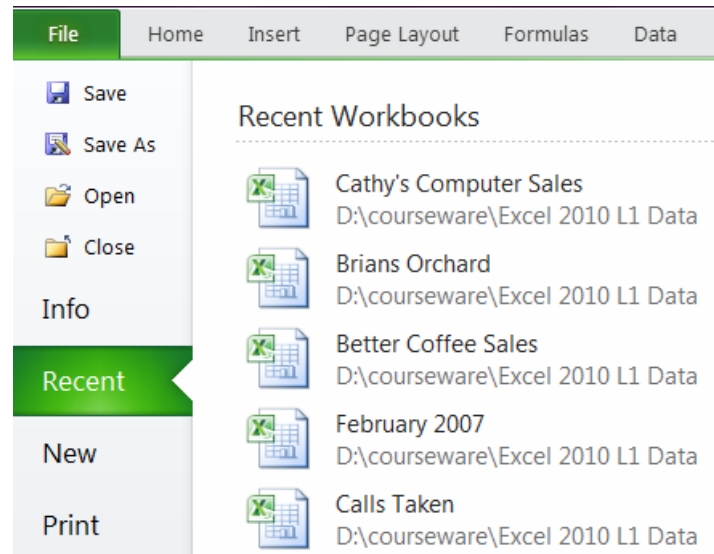 File Home Insert Page Layout Formulas Data
Save
Save As
Open
Close
Info
Recent
New
Print
Recent Workbooks
Cathy's Computer Sales
D:\courseware\Excel 2010 L1 Data
Brians Orchard
D:\courseware\Excel 2010 L1 Data
Better Coffee Sales
D:\courseware\Excel 2010 L1 Data
February 2007
D:\courseware\Excel 2010 L1 Data
Calls Taken
D:\courseware\Excel 2010 L1 Data